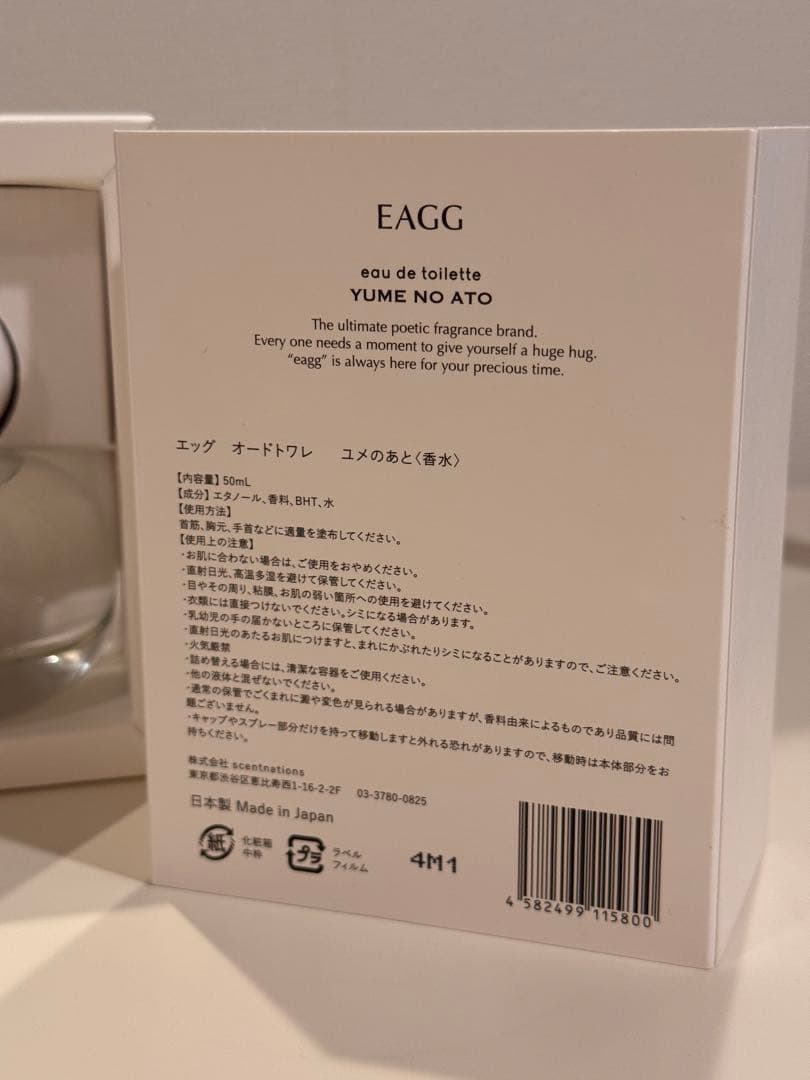 EAGG
eau de toilette
YUME NO ATO
The ultimate poetic fragrance brand.
Every one needs a moment to give yourself a huge hug.
“eagg” is always here for your precious time.
エッグ　オードトワレ　　ユメのあと〈香水〉
【内容量】50mL
【成分】エタノール、香料、BHT、水
【使用方法】
首筋、胸元、手首などに適量を塗布してください。
【使用上の注意】
・お肌に合わない場合は、ご使用をおやめください。
・直射日光、高温多湿を避けて保管してください。
・目やその周り、粘膜、お肌の弱い箇所への使用を避けてください。
・衣類には直接つけないでください。シミになる場合があります。
・乳幼児の手の届かないところに保管してください。
・直射日光のあたるお肌につけますと、まれにかぶれたりシミになることがありますので、ご注意ください。
・火気厳禁
・詰め替える場合には、清潔な容器をご使用ください。
・他の液体と混ぜないでください。
・通常の保管でごくまれに澱や変色が見られる場合がありますが、香料由来によるものであり品質には問
題ございません。
・キャップやスプレー部分だけを持って移動しますと外れる恐れがありますので、移動時は本体部分をお
持ちください。
株式会社 scentnations
東京都渋谷区恵比寿西1-16-2-2F　03-3780-0825
日本製 Made in Japan
紙 化粧箱 中枠 プラ ラベル フィルム 4M1
4 582499 115800